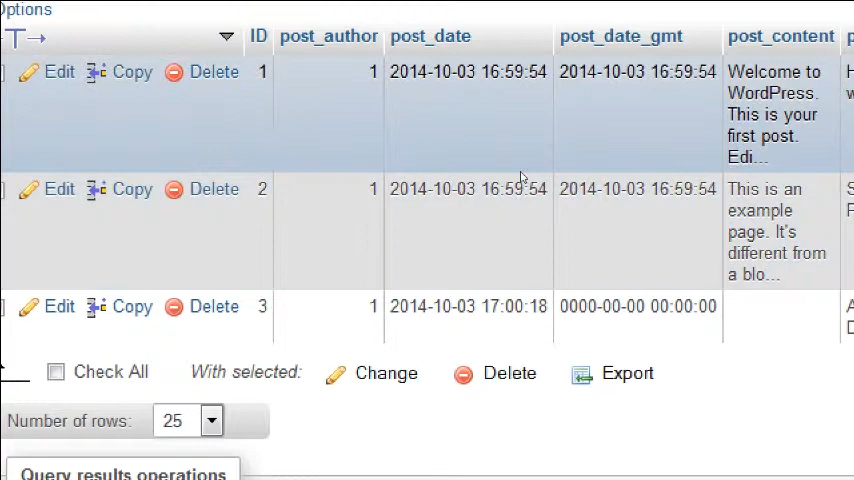 Options
ID post_author post_date post_date_gmt post_content
Edit Copy Delete 1 1 2014-10-03 16:59:54 2014-10-03 16:59:54 Welcome to
WordPress.
This is your
first post.
Edi...
Edit Copy Delete 2 1 2014-10-03 16:59:54 2014-10-03 16:59:54 This is an
example
page. It's
different from
a blo...
Edit Copy Delete 3 1 2014-10-03 17:00:18 0000-00-00 00:00:00
Check All With selected: Change Delete Export
Number of rows: 25
Query results operations